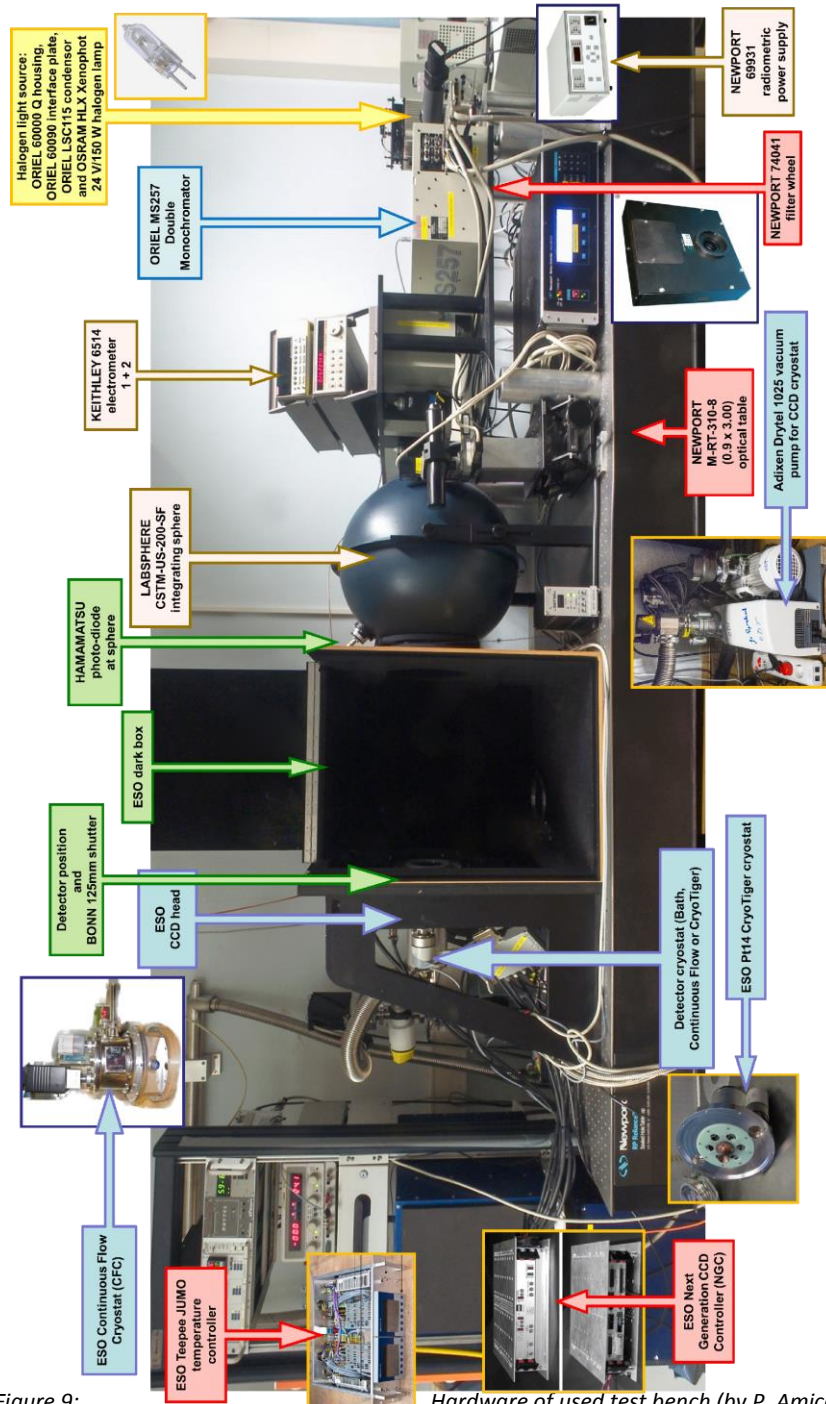 Halogen light source:
ORIEL 60000 Q housing,
ORIEL 60090 interface plate,
ORIEL LSC115 condensor
and OSRAM HLX Xenophot
24 V/150 W halogen lamp
ORIEL MS257
Double
Monochromator
KEITHLEY 6514
electrometer
1 + 2
LABSPHERE
CSTM-US-200-SF
integrating sphere
HAMAMATSU
photo-diode
at sphere
ESO dark box
Detector position
and
BONN 125mm shutter
ESO
CCD head
ESO Continuous Flow
Cryostat (CFC)
ESO Teepee JUMO
temperature
controller
NEWPORT
69931
radiometric
power supply
NEWPORT 74041
filter wheel
NEWPORT
M-RT-310-8
(0.9 x 3.00)
optical table
Adixen Drytel 1025 vacuum
pump for CCD cryostat
Detector cryostat (Bath,
Continuous Flow or CryoTiger)
ESO Pt14 CryoTiger cryostat
ESO Next
Generation CCD
Controller (NGC)
Newport
RP Reliance
S257
Figure 9:
Hardware of used test bench (by P. Amic